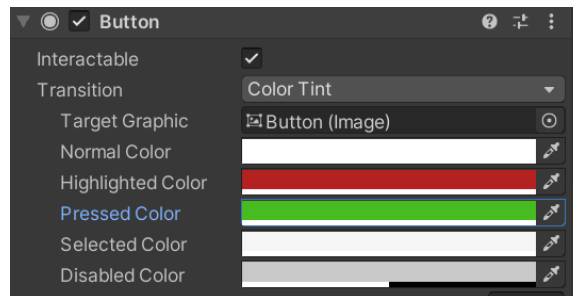 Button
Interactable
Transition Color Tint
Target Graphic Button (Image)
Normal Color
Highlighted Color
Pressed Color
Selected Color
Disabled Color